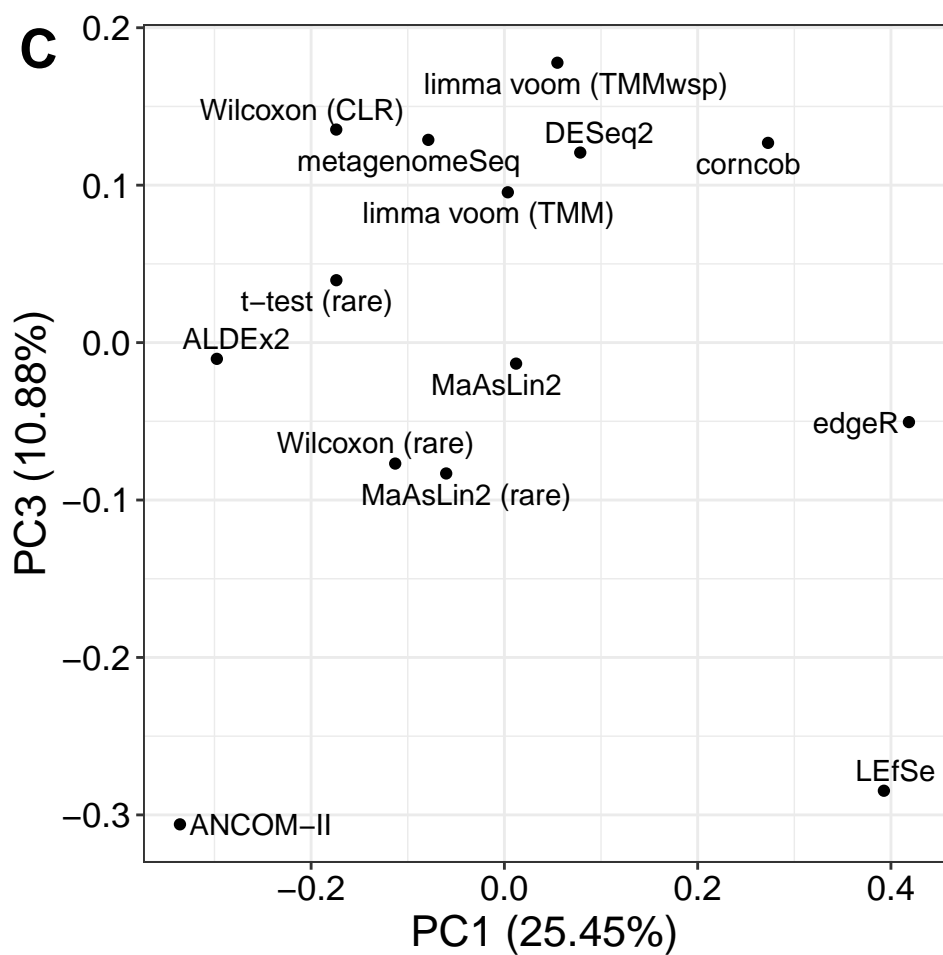 C
0.2
limma voom (TMMwsp)
Wilcoxon (CLR)
DESeq2
metagenomeSeq
corncob
0.1
limma voom (TMM)
t−test (rare)
ALDEx2
0.0
MaAsLin2
edgeR
Wilcoxon (rare)
MaAsLin2 (rare)
−0.1
−0.2
LEfSe
−0.3
ANCOM−II
PC3 (10.88%)
−0.2 0.0 0.2 0.4
PC1 (25.45%)